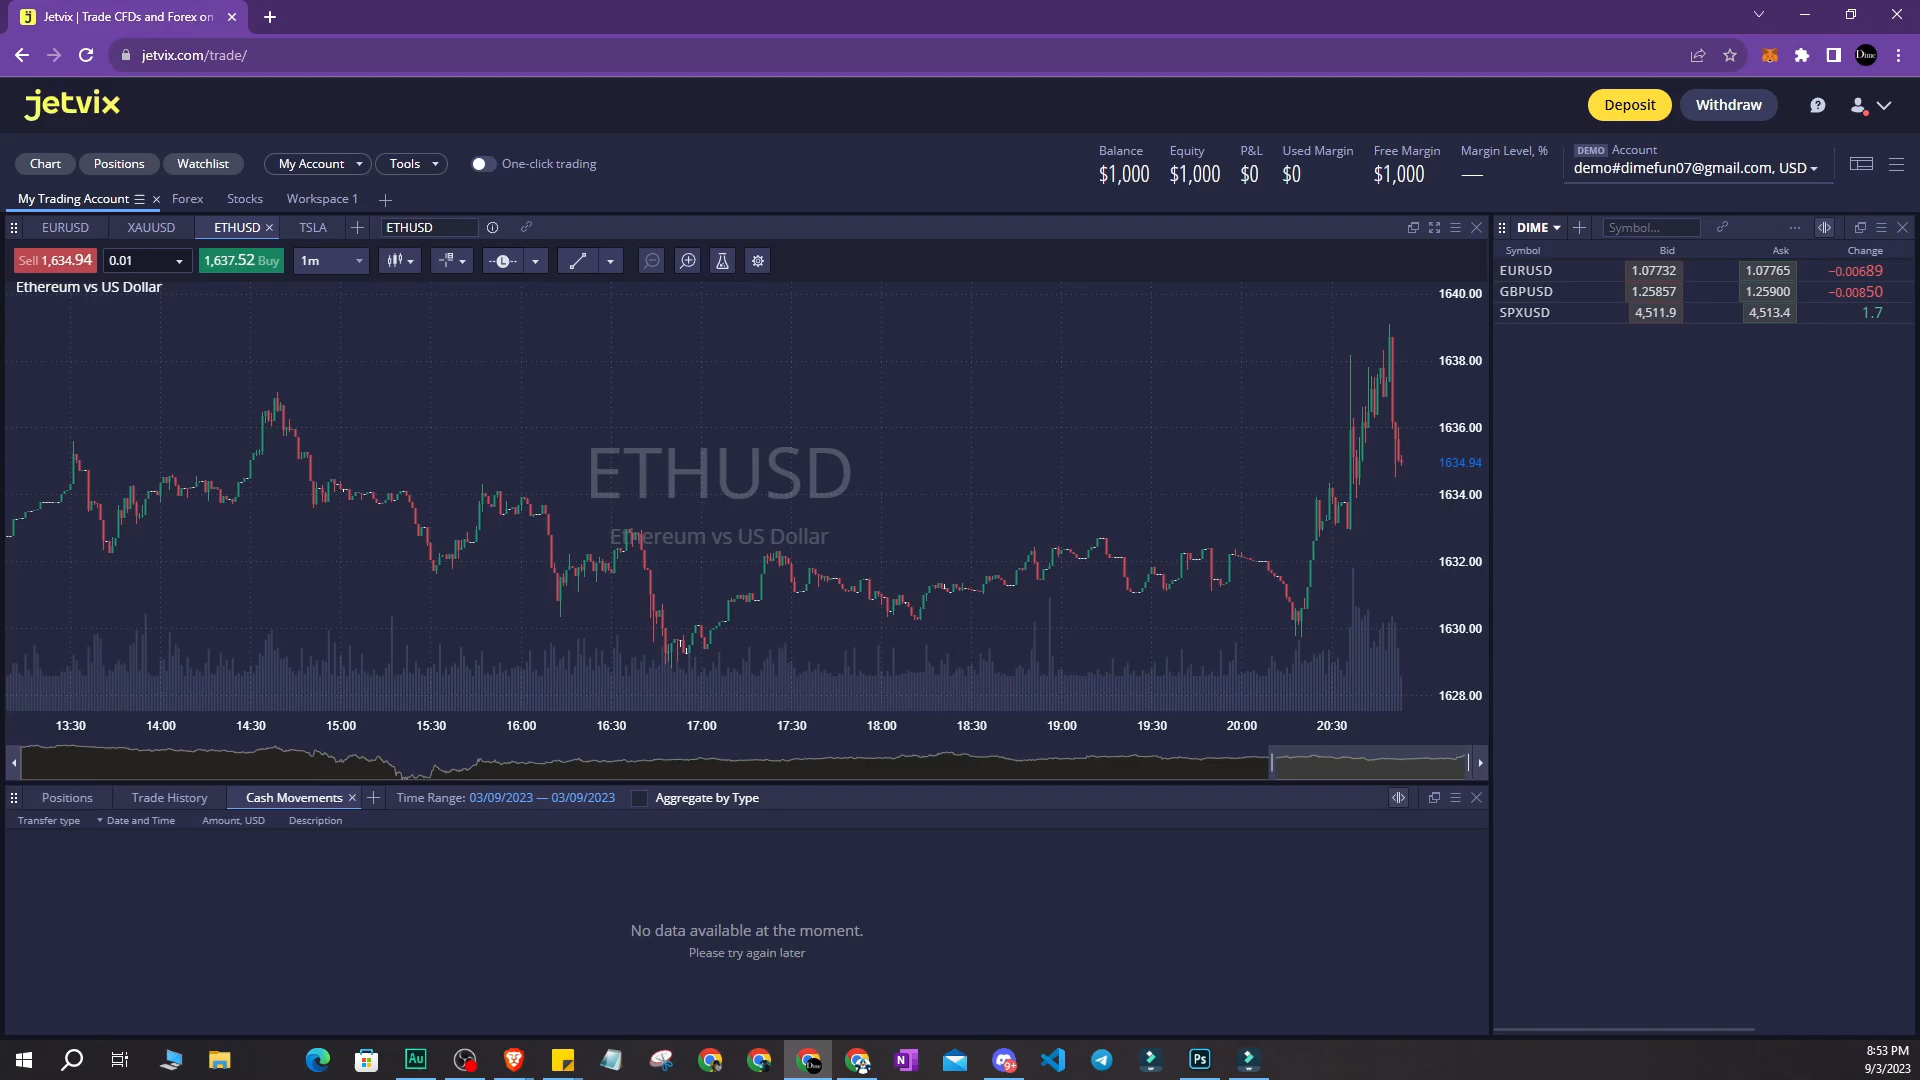 Jetvix | Trade CFDs and Forex on
jetvix.com/trade/
Dime
jetvix
Deposit
Withdraw
Chart
Positions
Watchlist
My Account
Tools
One-click trading
Balance
$1,000
Equity
$1,000
P&L
$0
Used Margin
$0
Free Margin
$1,000
Margin Level, %
—
DEMO Account
demo#dimefun07@gmail.com, USD
My Trading Account
Forex
Stocks
Workspace 1
EURUSD
XAUUSD
ETHUSD
TSLA
ETHUSD
Sell 1,634.94
0.01
1,637.52 Buy
1m
L
Ethereum vs US Dollar
ETHUSD
Ethereum vs US Dollar
1640.00
1638.00
1636.00
1634.94
1634.00
1632.00
1630.00
1628.00
13:30
14:00
14:30
15:00
15:30
16:00
16:30
17:00
17:30
18:00
18:30
19:00
19:30
20:00
20:30
DIME
Symbol...
Symbol
Bid
Ask
Change
EURUSD 1.07732 1.07765 −0.00689
GBPUSD 1.25857 1.25900 −0.00850
SPXUSD 4,511.9 4,513.4 1.7
Positions
Trade History
Cash Movements
Time Range: 03/09/2023 — 03/09/2023
Aggregate by Type
Transfer type
Date and Time
Amount, USD
Description
No data available at the moment.
Please try again later
Au
N
9+
Ps
8:53 PM
9/3/2023